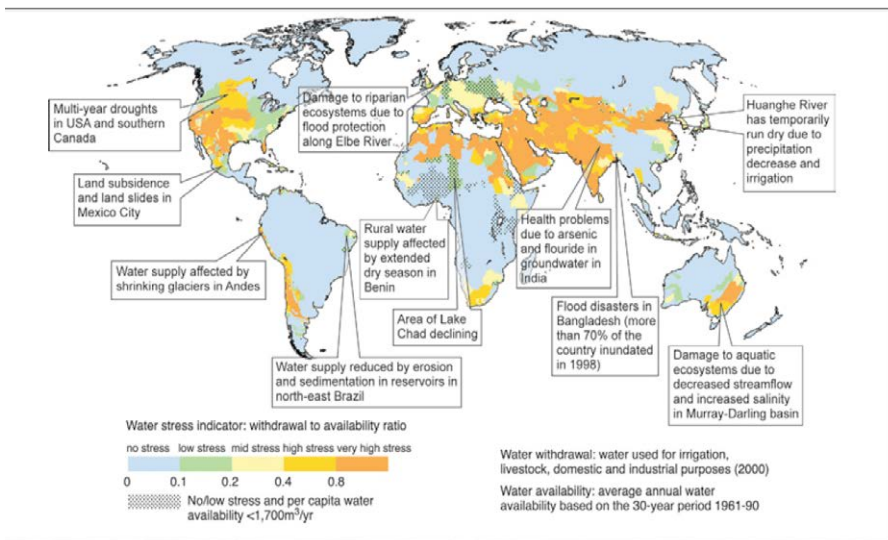 Multi-year droughts
in USA and southern
Canada
Damage to riparian
ecosystems due to
flood protection
along Elbe River
Huanghe River
has temporarily
run dry due to
precipitation
decrease and
irrigation
Land subsidence
and land slides in
Mexico City
Water supply affected by
shrinking glaciers in Andes
Rural water
supply affected
by extended
dry season in
Benin
Health problems
due to arsenic
and flouride in
groundwater in
India
Area of Lake
Chad declining
Flood disasters in
Bangladesh (more
than 70% of the
country inundated
in 1998)
Water supply reduced by erosion
and sedimentation in reservoirs in
north-east Brazil
Damage to aquatic
ecosystems due to
decreased streamflow
and increased salinity
in Murray-Darling basin
Water stress indicator: withdrawal to availability ratio
no stress low stress mid stress high stress very high stress
0 0.1 0.2 0.4 0.8
No/low stress and per capita water
availability <1,700m³/yr
Water withdrawal: water used for irrigation,
livestock, domestic and industrial purposes (2000)
Water availability: average annual water
availability based on the 30-year period 1961-90